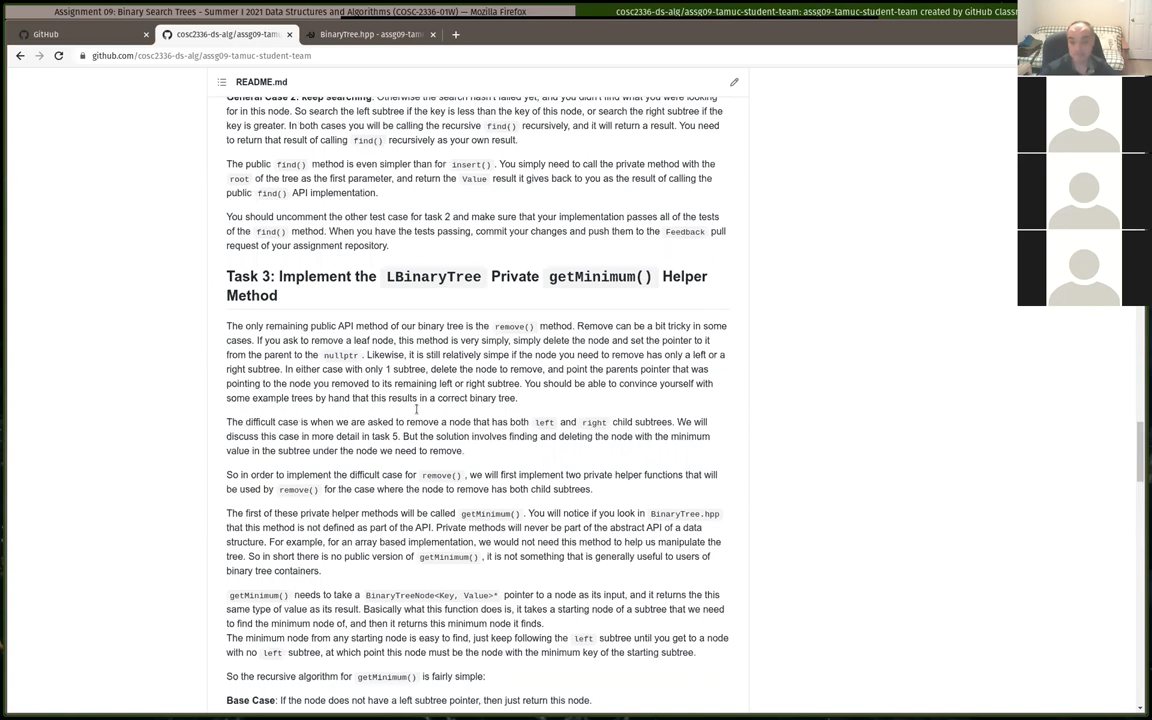 Assignment 09: Binary Search Trees - Summer I 2021 Data Structures and Algorithms (COSC-2336-01W) — Mozilla Firefox
cosc2336-ds-alg/assg09-tamuc-student-team: assg09-tamuc-student-team created by GitHub Classr
GitHub
cosc2336-ds-alg/assg09-tam
BinaryTree.hpp - assg09-tamuc
github.com/cosc2336-ds-alg/assg09-tamuc-student-team
README.md
General Case 2: keep searching: Otherwise the search hasn't failed yet, and you didn't find what you were looking
for in this node. So search the left subtree if the key is less than the key of this node, or search the right subtree if the
key is greater. In both cases you will be calling the recursive find() recursively, and it will return a result. You need
to return that result of calling find() recursively as your own result.
The public find() method is even simpler than for insert(). You simply need to call the private method with the
root of the tree as the first parameter, and return the Value result it gives back to you as the result of calling the
public find() API implementation.
You should uncomment the other test case for task 2 and make sure that your implementation passes all of the tests
of the find() method. When you have the tests passing, commit your changes and push them to the Feedback pull
request of your assignment repository.
Task 3: Implement the LBinaryTree Private getMinimum() Helper
Method
The only remaining public API method of our binary tree is the remove() method. Remove can be a bit tricky in some
cases. If you ask to remove a leaf node, this method is very simply, simply delete the node and set the pointer to it
from the parent to the nullptr. Likewise, it is still relatively simpe if the node you need to remove has only a left or a
right subtree. In either case with only 1 subtree, delete the node to remove, and point the parents pointer that was
pointing to the node you removed to its remaining left or right subtree. You should be able to convince yourself with
some example trees by hand that this results in a correct binary tree.
The difficult case is when we are asked to remove a node that has both left and right child subtrees. We will
discuss this case in more detail in task 5. But the solution involves finding and deleting the node with the minimum
value in the subtree under the node we need to remove.
So in order to implement the difficult case for remove(), we will first implement two private helper functions that will
be used by remove() for the case where the node to remove has both child subtrees.
The first of these private helper methods will be called getMinimum(). You will notice if you look in BinaryTree.hpp
that this method is not defined as part of the API. Private methods will never be part of the abstract API of a data
structure. For example, for an array based implementation, we would not need this method to help us manipulate the
tree. So in short there is no public version of getMinimum(), it is not something that is generally useful to users of
binary tree containers.
getMinimum() needs to take a BinaryTreeNode<Key, Value>* pointer to a node as its input, and it returns the this
same type of value as its result. Basically what this function does is, it takes a starting node of a subtree that we need
to find the minimum node of, and then it returns this minimum node it finds.
The minimum node from any starting node is easy to find, just keep following the left subtree until you get to a node
with no left subtree, at which point this node must be the node with the minimum key of the starting subtree.
So the recursive algorithm for getMinimum() is fairly simple:
Base Case: If the node does not have a left subtree pointer, then just return this node.